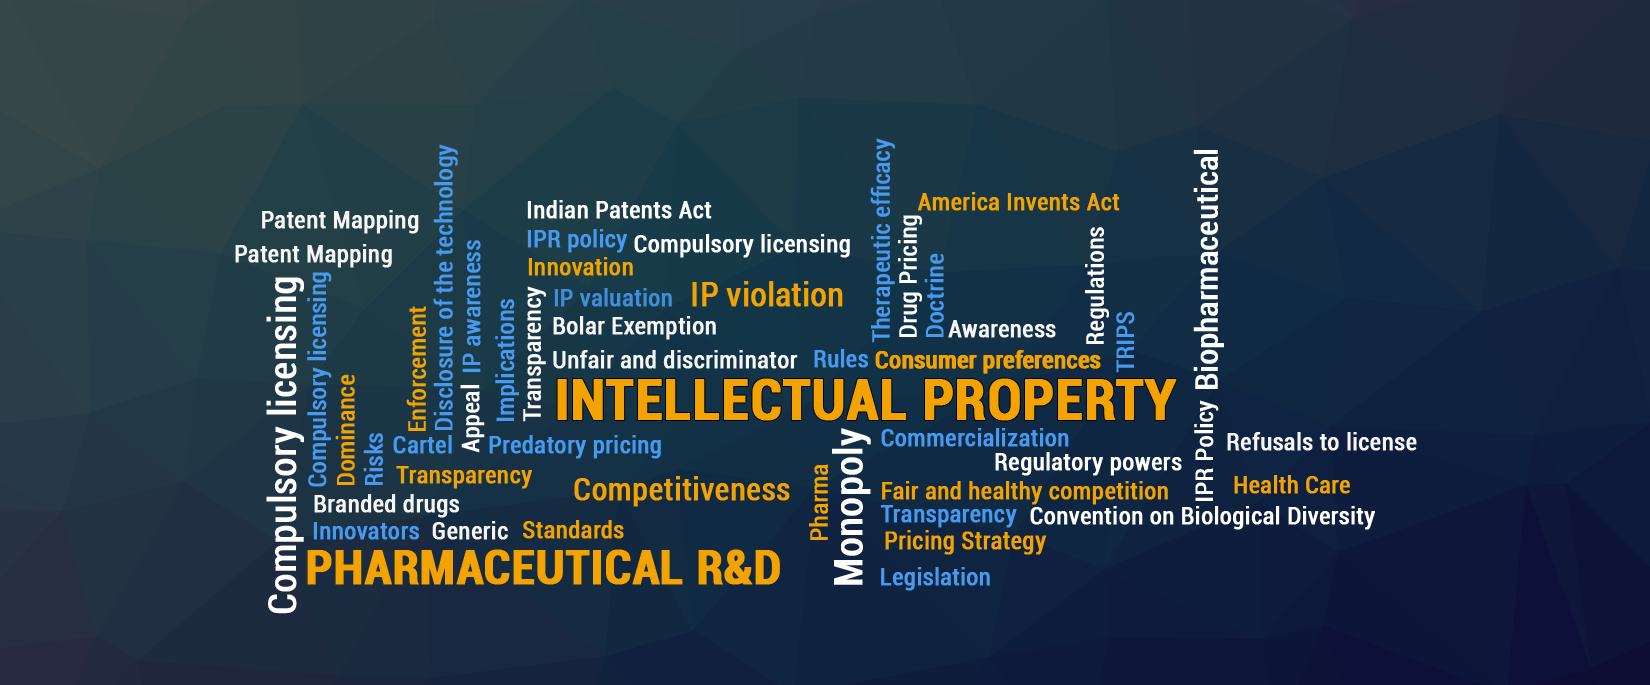 Patent Mapping
Patent Mapping
Compulsory licensing
Compulsory licensing
Dominance
Risks
Enforcement
Disclosure of the technology
IP awareness
Appeal
Implications
Transparency
Indian Patents Act
IPR policy
Compulsory licensing
Innovation
IP valuation
IP violation
Bolar Exemption
Unfair and discriminator
Rules
Consumer preferences
Therapeutic efficacy
Drug Pricing
Doctrine
America Invents Act
Awareness
Regulations
TRIPS
Biopharmaceutical
IPR Policy
INTELLECTUAL PROPERTY
Cartel
Predatory pricing
Transparency
Competitiveness
Branded drugs
Innovators
Generic
Standards
PHARMACEUTICAL R&D
Pharma
Monopoly
Commercialization
Regulatory powers
Fair and healthy competition
Transparency
Convention on Biological Diversity
Pricing Strategy
Legislation
Refusals to license
Health Care